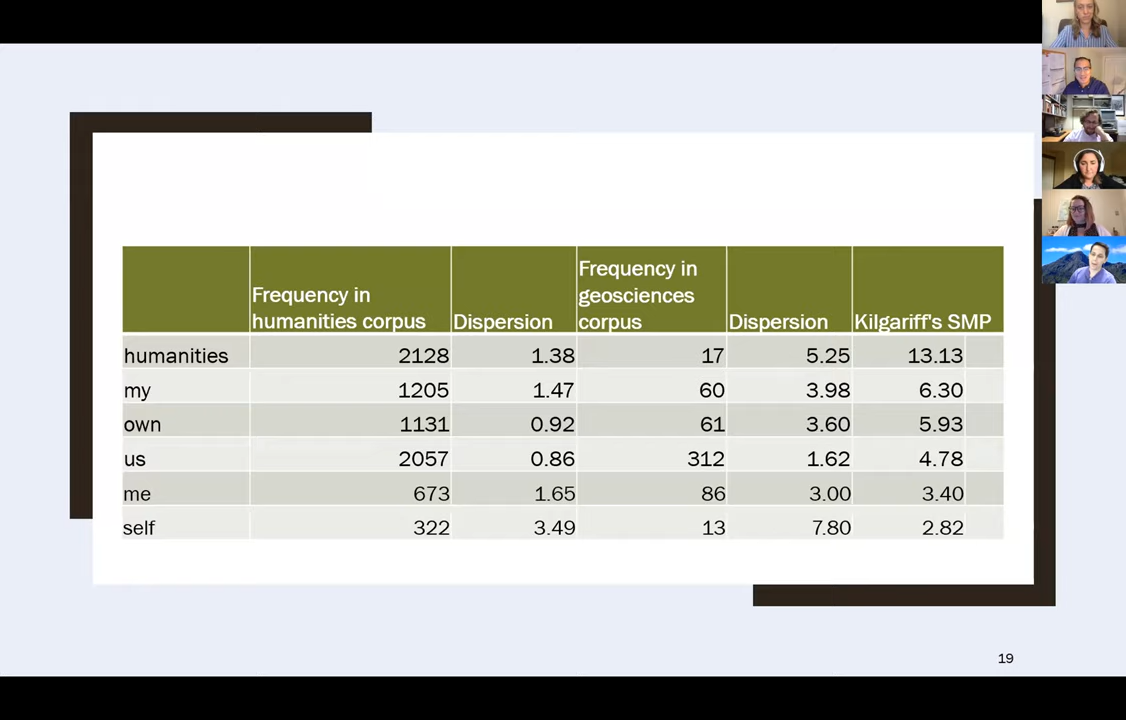 Frequency in humanities corpus Dispersion Frequency in geosciences corpus Dispersion Kilgariff's SMP
humanities 2128 1.38 17 5.25 13.13
my 1205 1.47 60 3.98 6.30
own 1131 0.92 61 3.60 5.93
us 2057 0.86 312 1.62 4.78
me 673 1.65 86 3.00 3.40
self 322 3.49 13 7.80 2.82
19